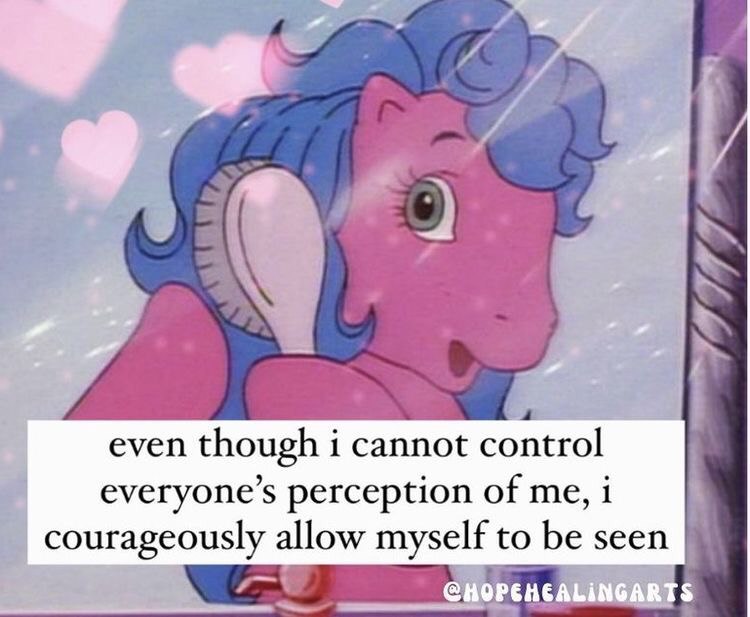 even though i cannot control
everyone’s perception of me, i
courageously allow myself to be seen
@HOPEHEALiNGARTS